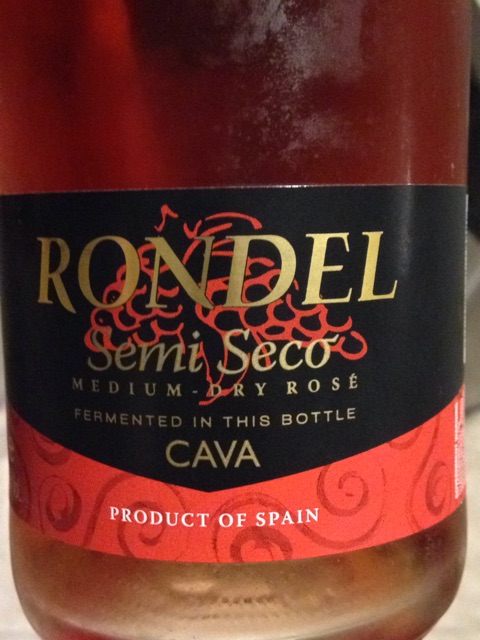 RONDEL
Semi Seco
MEDIUM-DRY ROSÉ
FERMENTED IN THIS BOTTLE
CAVA
PRODUCT OF SPAIN